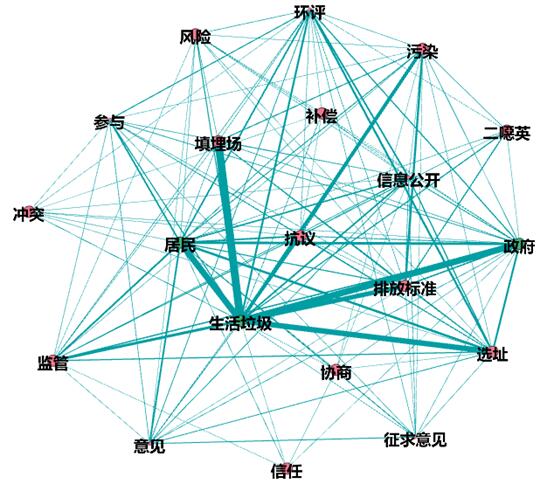 环评
风险
污染
补偿
参与
二噁英
填埋场
信息公开
冲突
抗议
居民
政府
排放标准
生活垃圾
选址
监管
协商
征求意见
意见
信任